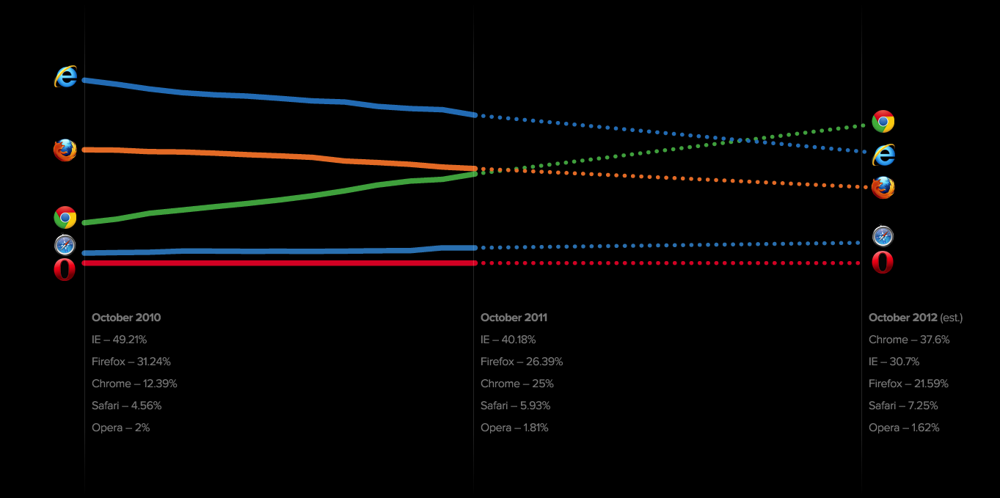 October 2010
IE – 49.21%
Firefox – 31.24%
Chrome – 12.39%
Safari – 4.56%
Opera – 2%
October 2011
IE – 40.18%
Firefox – 26.39%
Chrome – 25%
Safari – 5.93%
Opera – 1.81%
October 2012 (est.)
Chrome – 37.6%
IE – 30.7%
Firefox – 21.59%
Safari – 7.25%
Opera – 1.62%